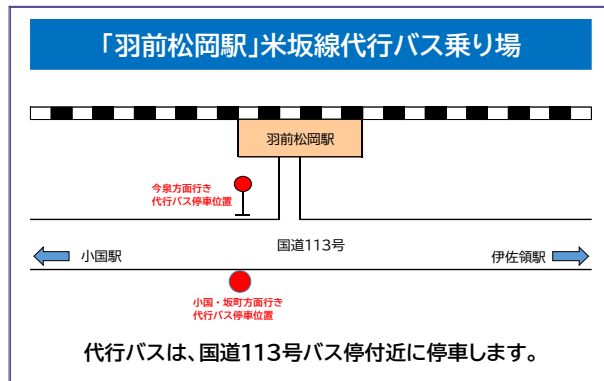 「羽前松岡駅」米坂線代行バス乗り場
羽前松岡駅
今泉方面行き
代行バス停車位置
国道113号
小国駅
伊佐領駅
小国・坂町方面行き
代行バス停車位置
代行バスは、国道113号バス停付近に停車します。